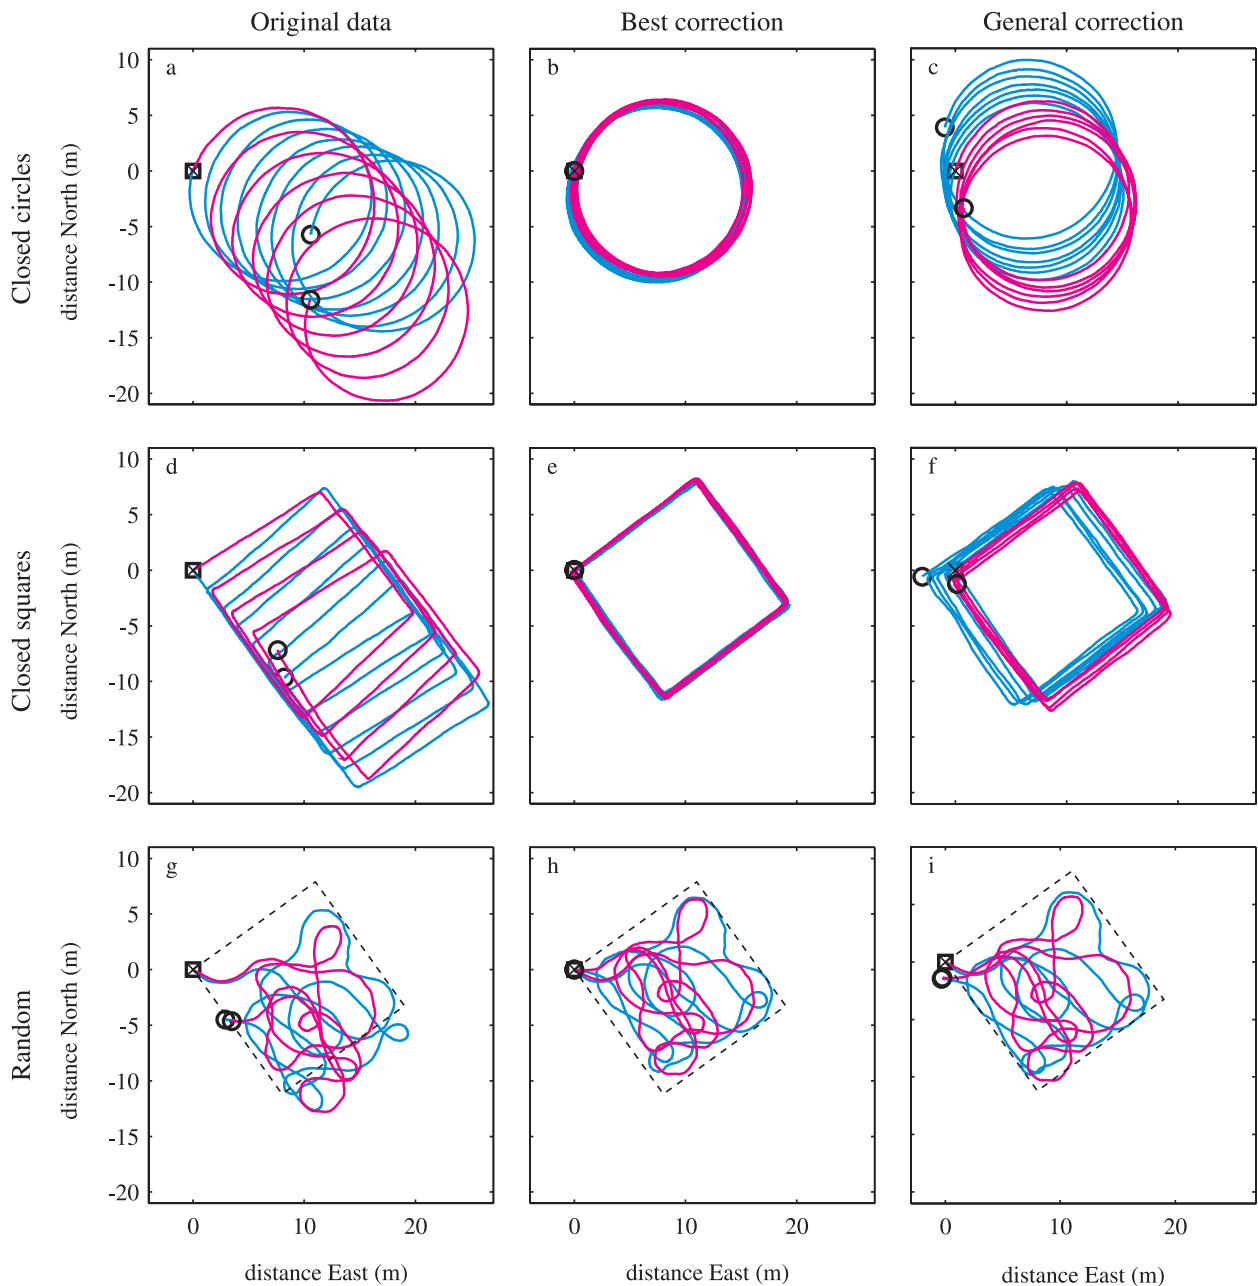 Original data
Best correction
General correction
Closed circles
distance North (m)
a
b
c
10
5
0
-5
-10
-15
-20
Closed squares
distance North (m)
d
e
f
10
5
0
-5
-10
-15
-20
Random
distance North (m)
g
h
i
10
5
0
-5
-10
-15
-20
0
10
20
0
10
20
0
10
20
distance East (m)
distance East (m)
distance East (m)